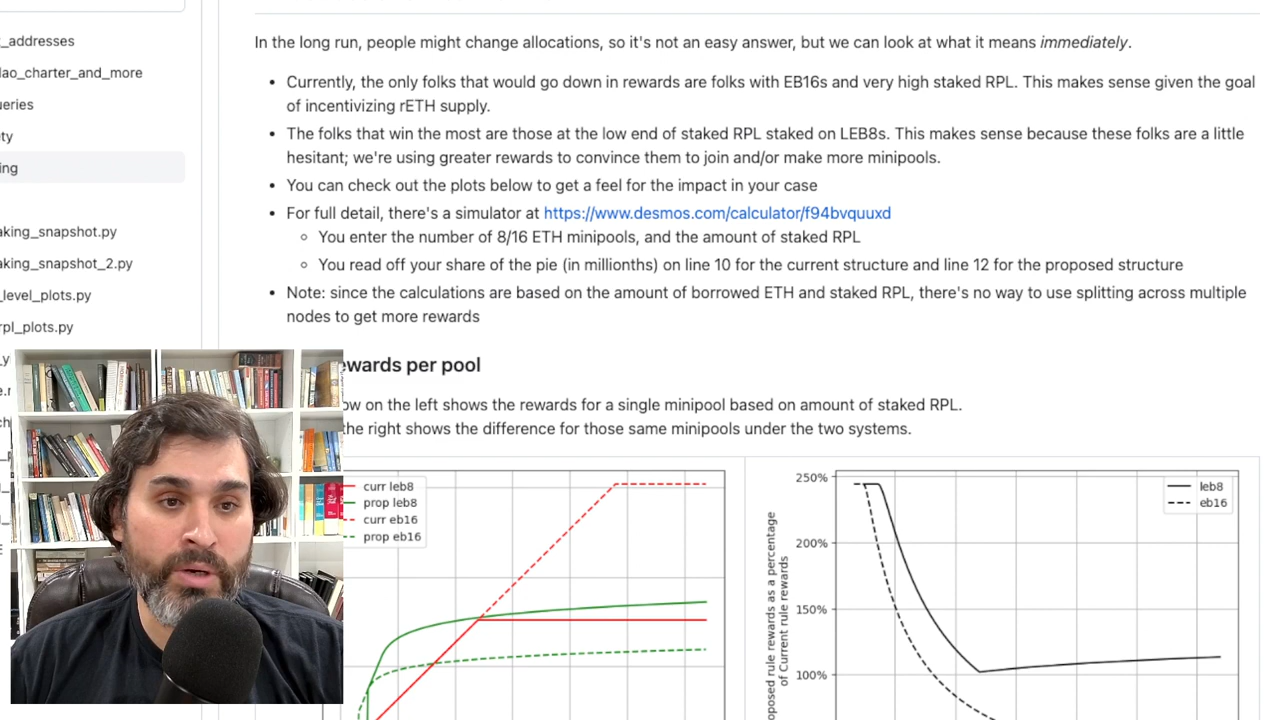 _addresses
dao_charter_and_more
ueries
ty
ing
aking_snapshot.py
aking_snapshot_2.py
_level_plots.py
rpl_plots.py
In the long run, people might change allocations, so it's not an easy answer, but we can look at what it means immediately.
• Currently, the only folks that would go down in rewards are folks with EB16s and very high staked RPL. This makes sense given the goal
of incentivizing rETH supply.
• The folks that win the most are those at the low end of staked RPL staked on LEB8s. This makes sense because these folks are a little
hesitant; we're using greater rewards to convince them to join and/or make more minipools.
• You can check out the plots below to get a feel for the impact in your case
• For full detail, there's a simulator at https://www.desmos.com/calculator/f94bvquuxd
◦ You enter the number of 8/16 ETH minipools, and the amount of staked RPL
◦ You read off your share of the pie (in millionths) on line 10 for the current structure and line 12 for the proposed structure
• Note: since the calculations are based on the amount of borrowed ETH and staked RPL, there's no way to use splitting across multiple
nodes to get more rewards
ewards per pool
ow on the left shows the rewards for a single minipool based on amount of staked RPL.
the right shows the difference for those same minipools under the two systems.
curr leb8
prop leb8
curr eb16
prop eb16
250%
200%
150%
100%
oposed rule rewards as a percentage
of Current rule rewards
leb8
eb16